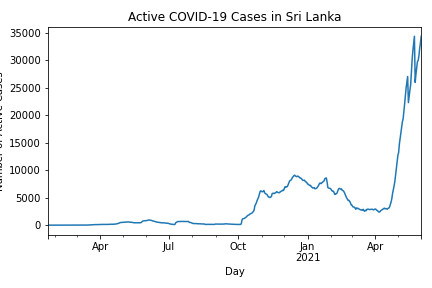 Active COVID-19 Cases in Sri Lanka
35000
30000
25000
20000
15000
10000
5000
0
Number of Active Cases
Apr
Jul
Oct
Jan
2021
Apr
Day